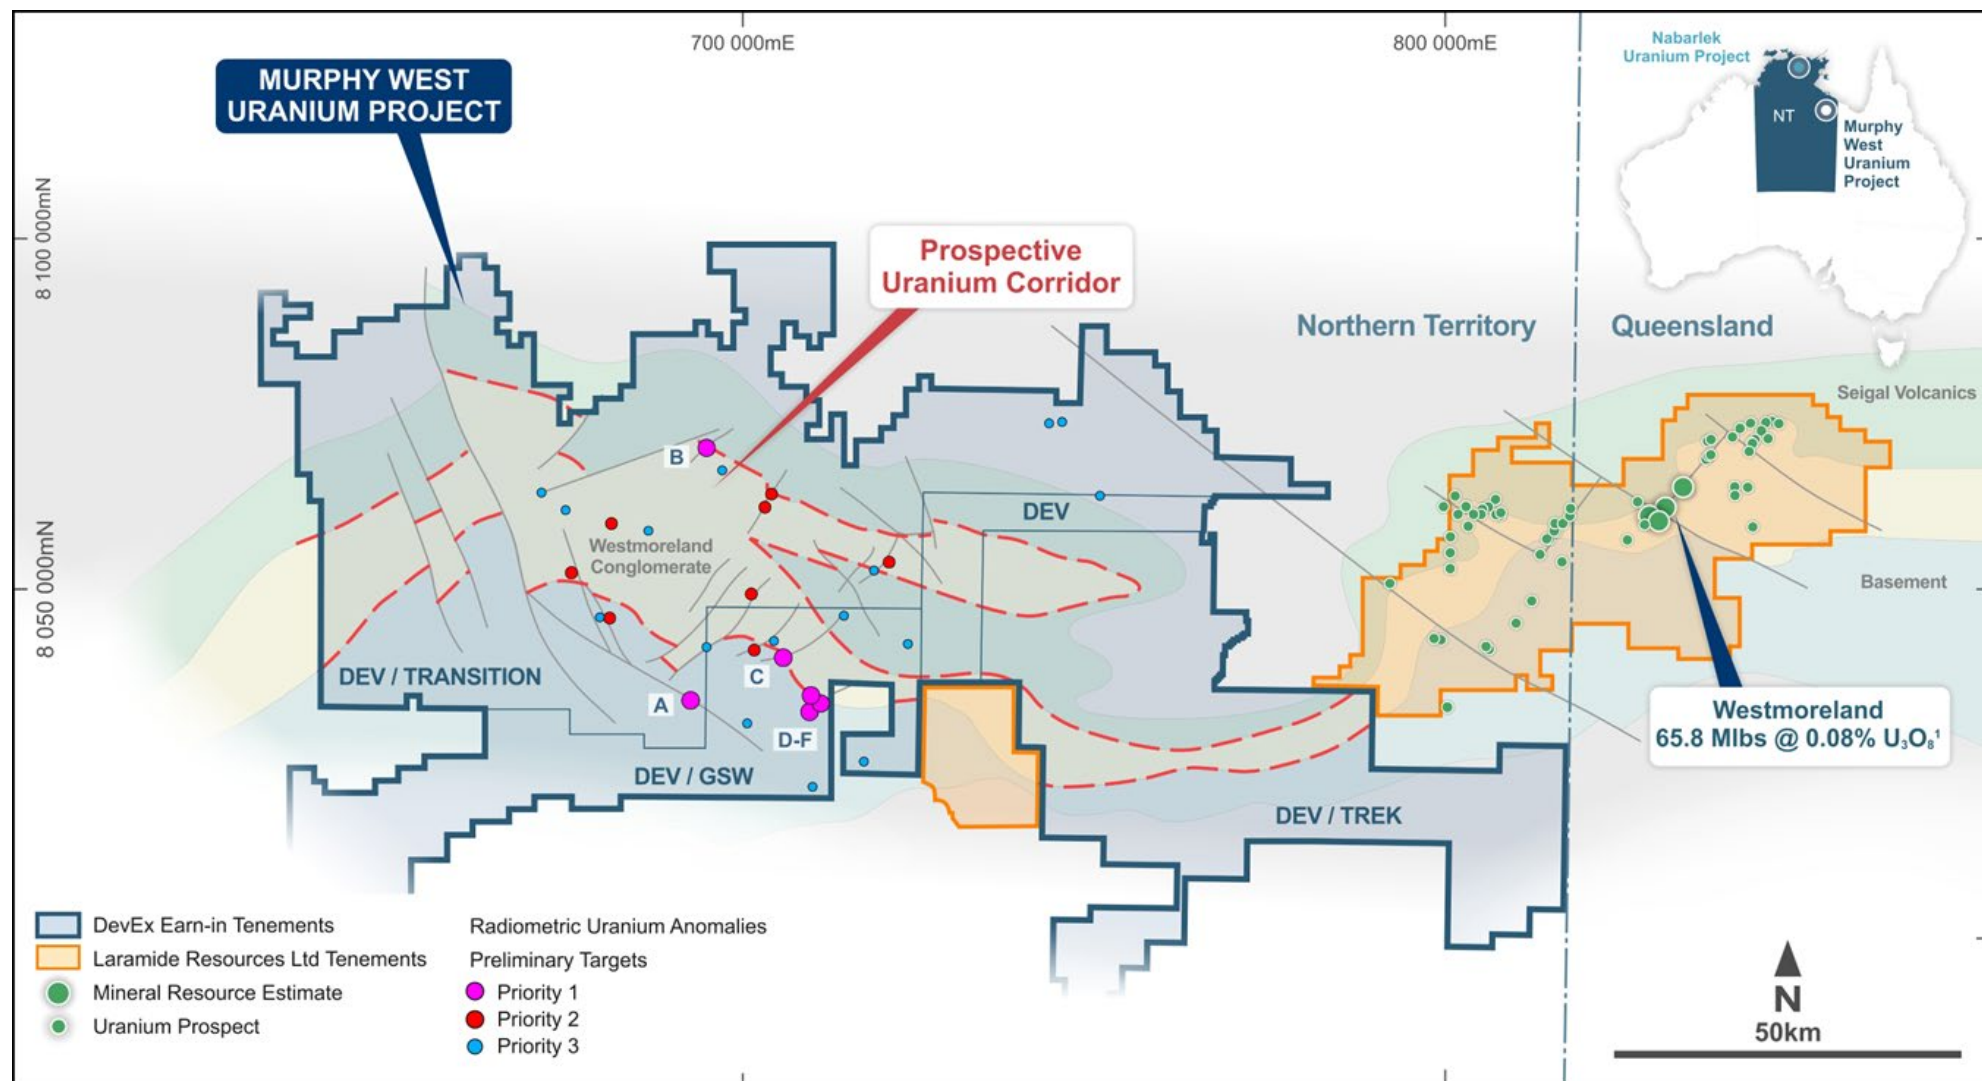 700 000mE
800 000mE
8 100 000mN
8 050 000mN
MURPHY WEST
URANIUM PROJECT
Prospective
Uranium Corridor
Nabarlek
Uranium Project
NT
Murphy
West
Uranium
Project
Northern Territory
Queensland
Seigal Volcanics
Basement
Westmoreland
Conglomerate
B
DEV
DEV / TRANSITION
A
C
D-F
DEV / GSW
DEV / TREK
Westmoreland
65.8 Mlbs @ 0.08% U₃O₈¹
DevEx Earn-in Tenements
Laramide Resources Ltd Tenements
Mineral Resource Estimate
Uranium Prospect
Radiometric Uranium Anomalies
Preliminary Targets
Priority 1
Priority 2
Priority 3
N
50km